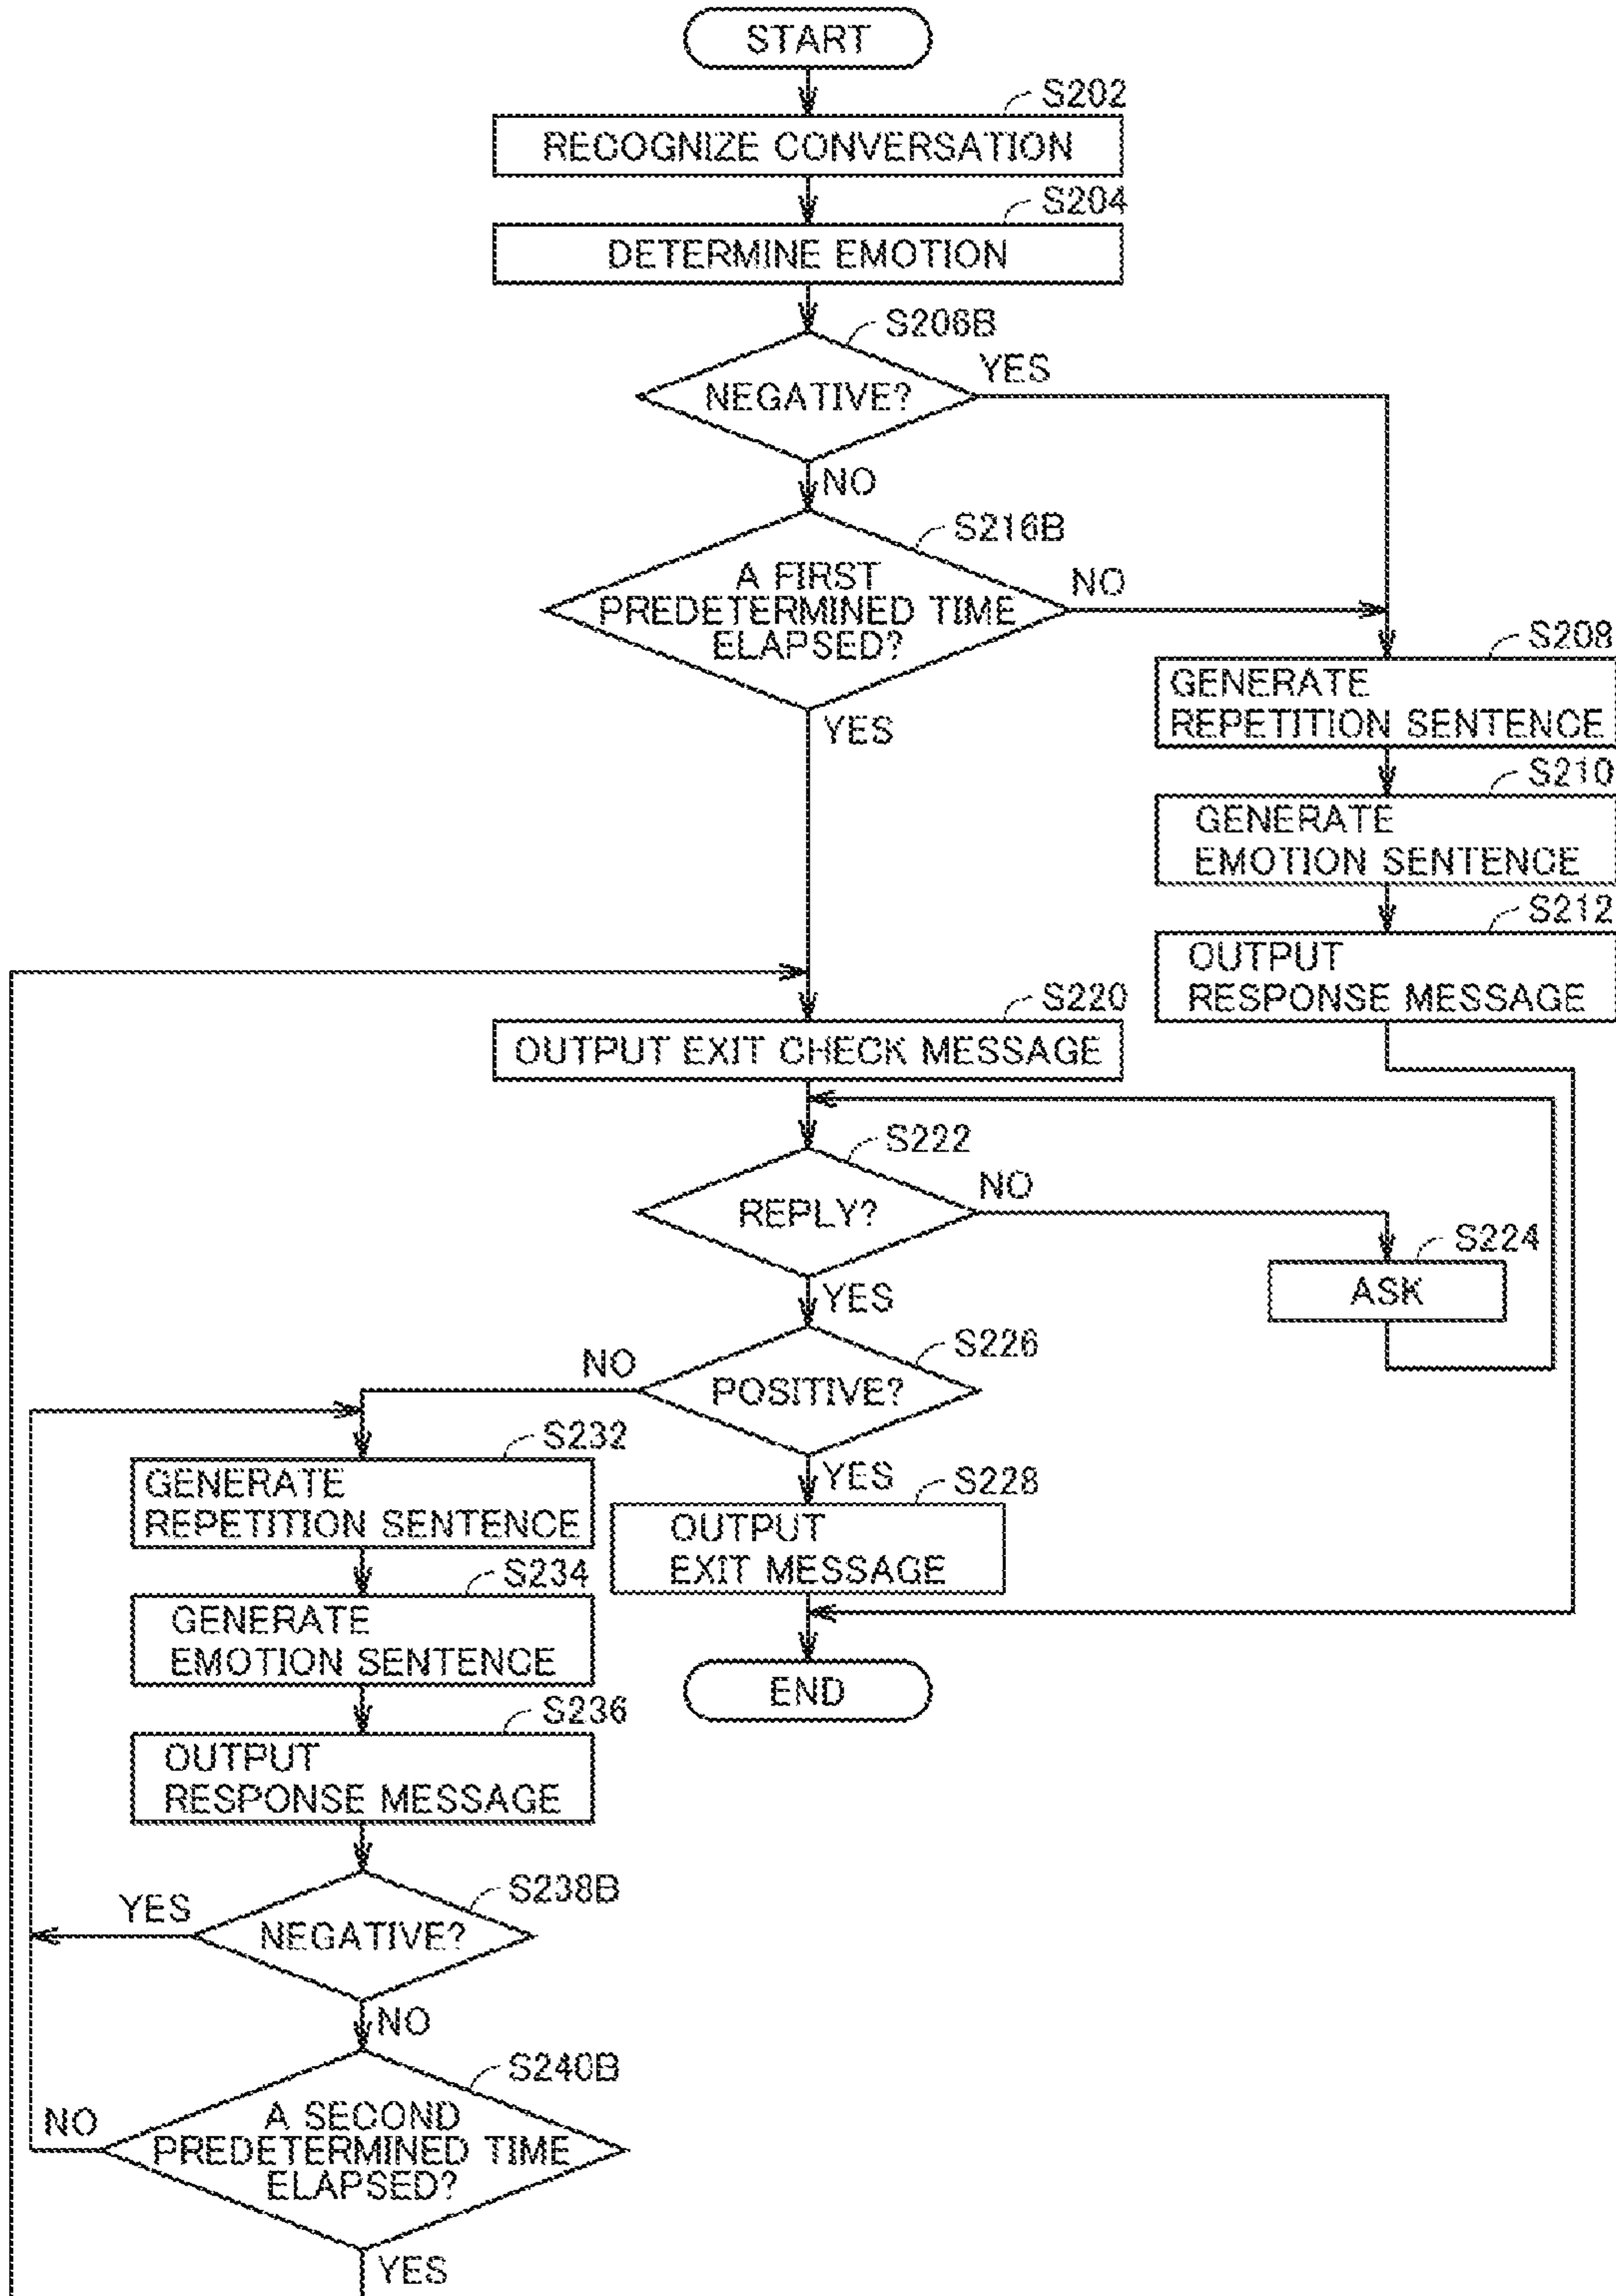 START
S202
RECOGNIZE CONVERSATION
S204
DETERMINE EMOTION
S206B
NEGATIVE?
YES
NO
S216B
A FIRST
PREDETERMINED TIME
ELAPSED?
NO
YES
S208
GENERATE
REPETITION SENTENCE
S210
GENERATE
EMOTION SENTENCE
S212
OUTPUT
RESPONSE MESSAGE
S220
OUTPUT EXIT CHECK MESSAGE
S222
REPLY?
NO
S224
ASK
YES
S226
POSITIVE?
NO
YES
S228
OUTPUT
EXIT MESSAGE
END
S232
GENERATE
REPETITION SENTENCE
S234
GENERATE
EMOTION SENTENCE
S236
OUTPUT
RESPONSE MESSAGE
S238B
NEGATIVE?
YES
NO
S240B
A SECOND
PREDETERMINED TIME
ELAPSED?
NO
YES